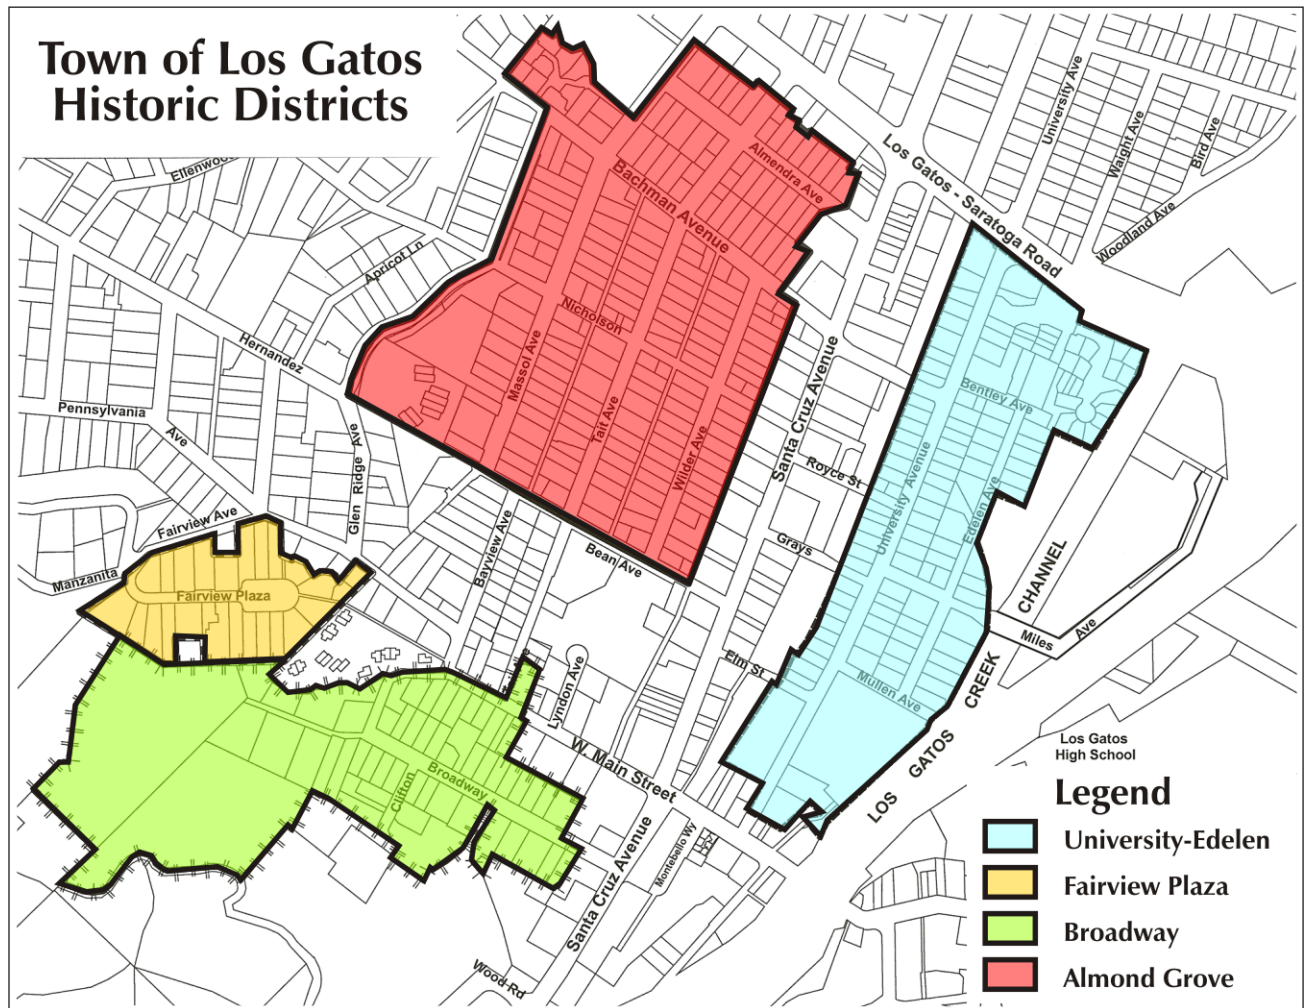 Town of Los Gatos
Historic Districts
University Ave
Waight Ave
Bird Ave
Ellenwood
Almendra Ave
Los Gatos - Saratoga Road
Bachman Avenue
Woodland Ave
Apricot Ln
Nicholson
Hernandez
Massol Ave
Santa Cruz Avenue
Bentley Ave
Pennsylvania
Ave
Tait Ave
Wilder Ave
Glen Ridge Ave
Royce St
University Avenue
Edelen Ave
Fairview Ave
Bayview Ave
Bean Ave
Grays
CHANNEL
Manzanita
Fairview Plaza
Miles
Ave
Elm St
Mullen Ave
CREEK
Lyndon Ave
GATOS
LOS
W. Main Street
Broadway
Clifton
Montebello Wy
Santa Cruz Avenue
Wood Rd
Los Gatos
High School
Legend
University-Edelen
Fairview Plaza
Broadway
Almond Grove